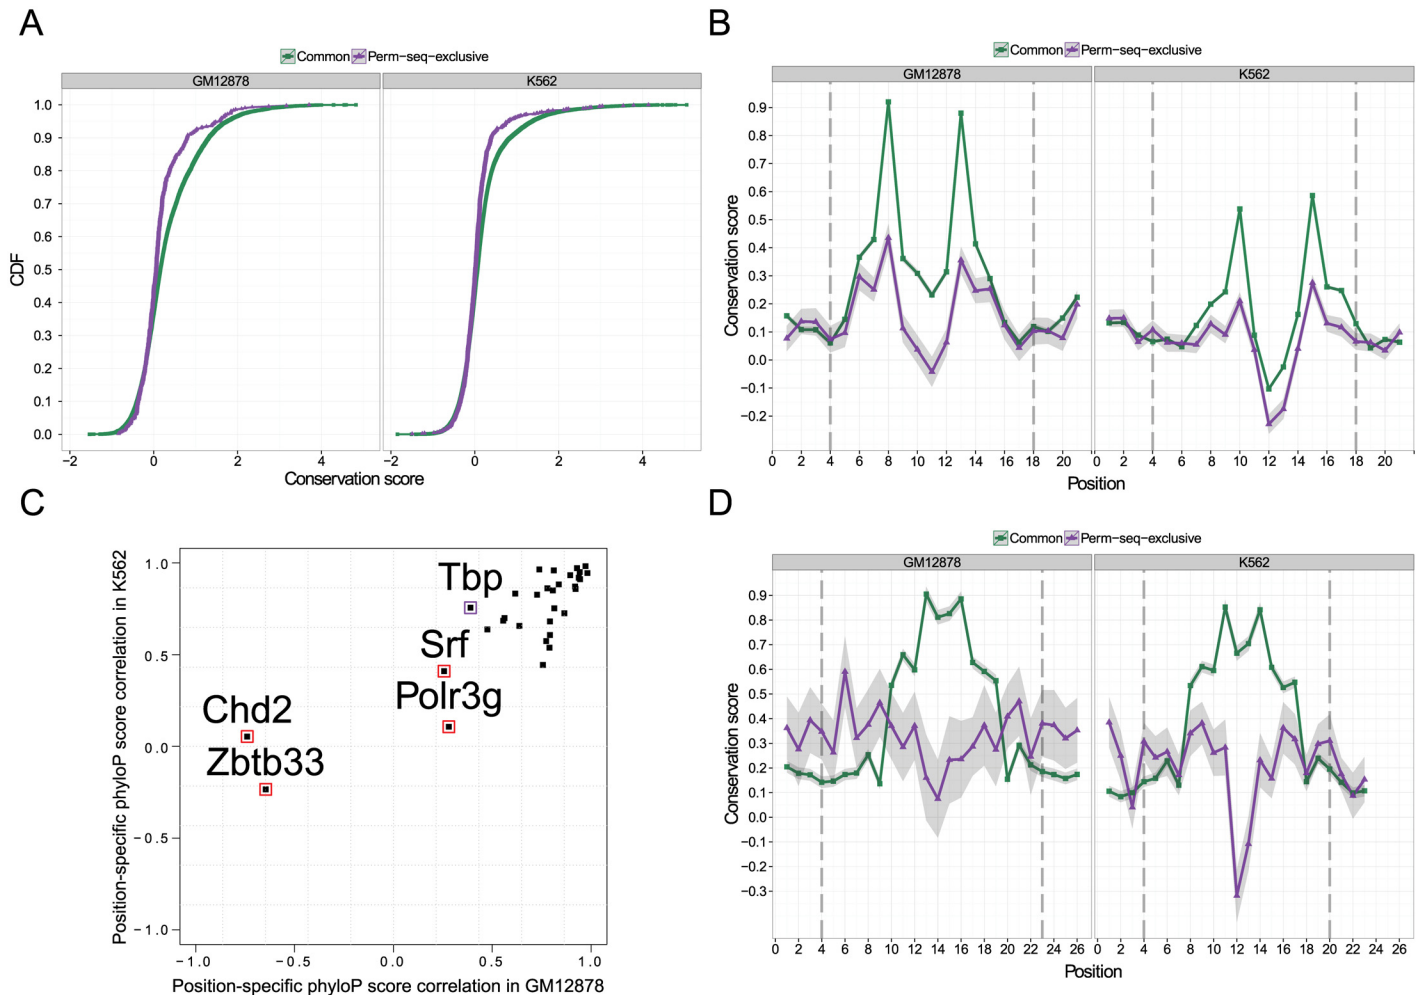 A
Common Perm-seq-exclusive
GM12878 K562
1.0
0.9
0.8
0.7
0.6
0.5
0.4
0.3
0.2
0.1
0.0
CDF
−2 0 2 4 −2 0 2 4
Conservation score
B
Common Perm-seq-exclusive
GM12878 K562
0.9
0.8
0.7
0.6
0.5
0.4
0.3
0.2
0.1
0.0
−0.1
−0.2
Conservation score
0 2 4 6 8 10 12 14 16 18 20 0 2 4 6 8 10 12 14 16 18 20
Position
C
1.0
0.5
0.0
−0.5
−1.0
Position-specific phyloP score correlation in K562
Tbp
Srf
Polr3g
Chd2
Zbtb33
−1.0 −0.5 0.0 0.5 1.0
Position-specific phyloP score correlation in GM12878
D
Common Perm-seq-exclusive
GM12878 K562
0.9
0.8
0.7
0.6
0.5
0.4
0.3
0.2
0.1
0.0
−0.1
−0.2
−0.3
Conservation score
0 2 4 6 8 10 12 14 16 18 20 22 24 26 0 2 4 6 8 10 12 14 16 18 20 22 24 26
Position